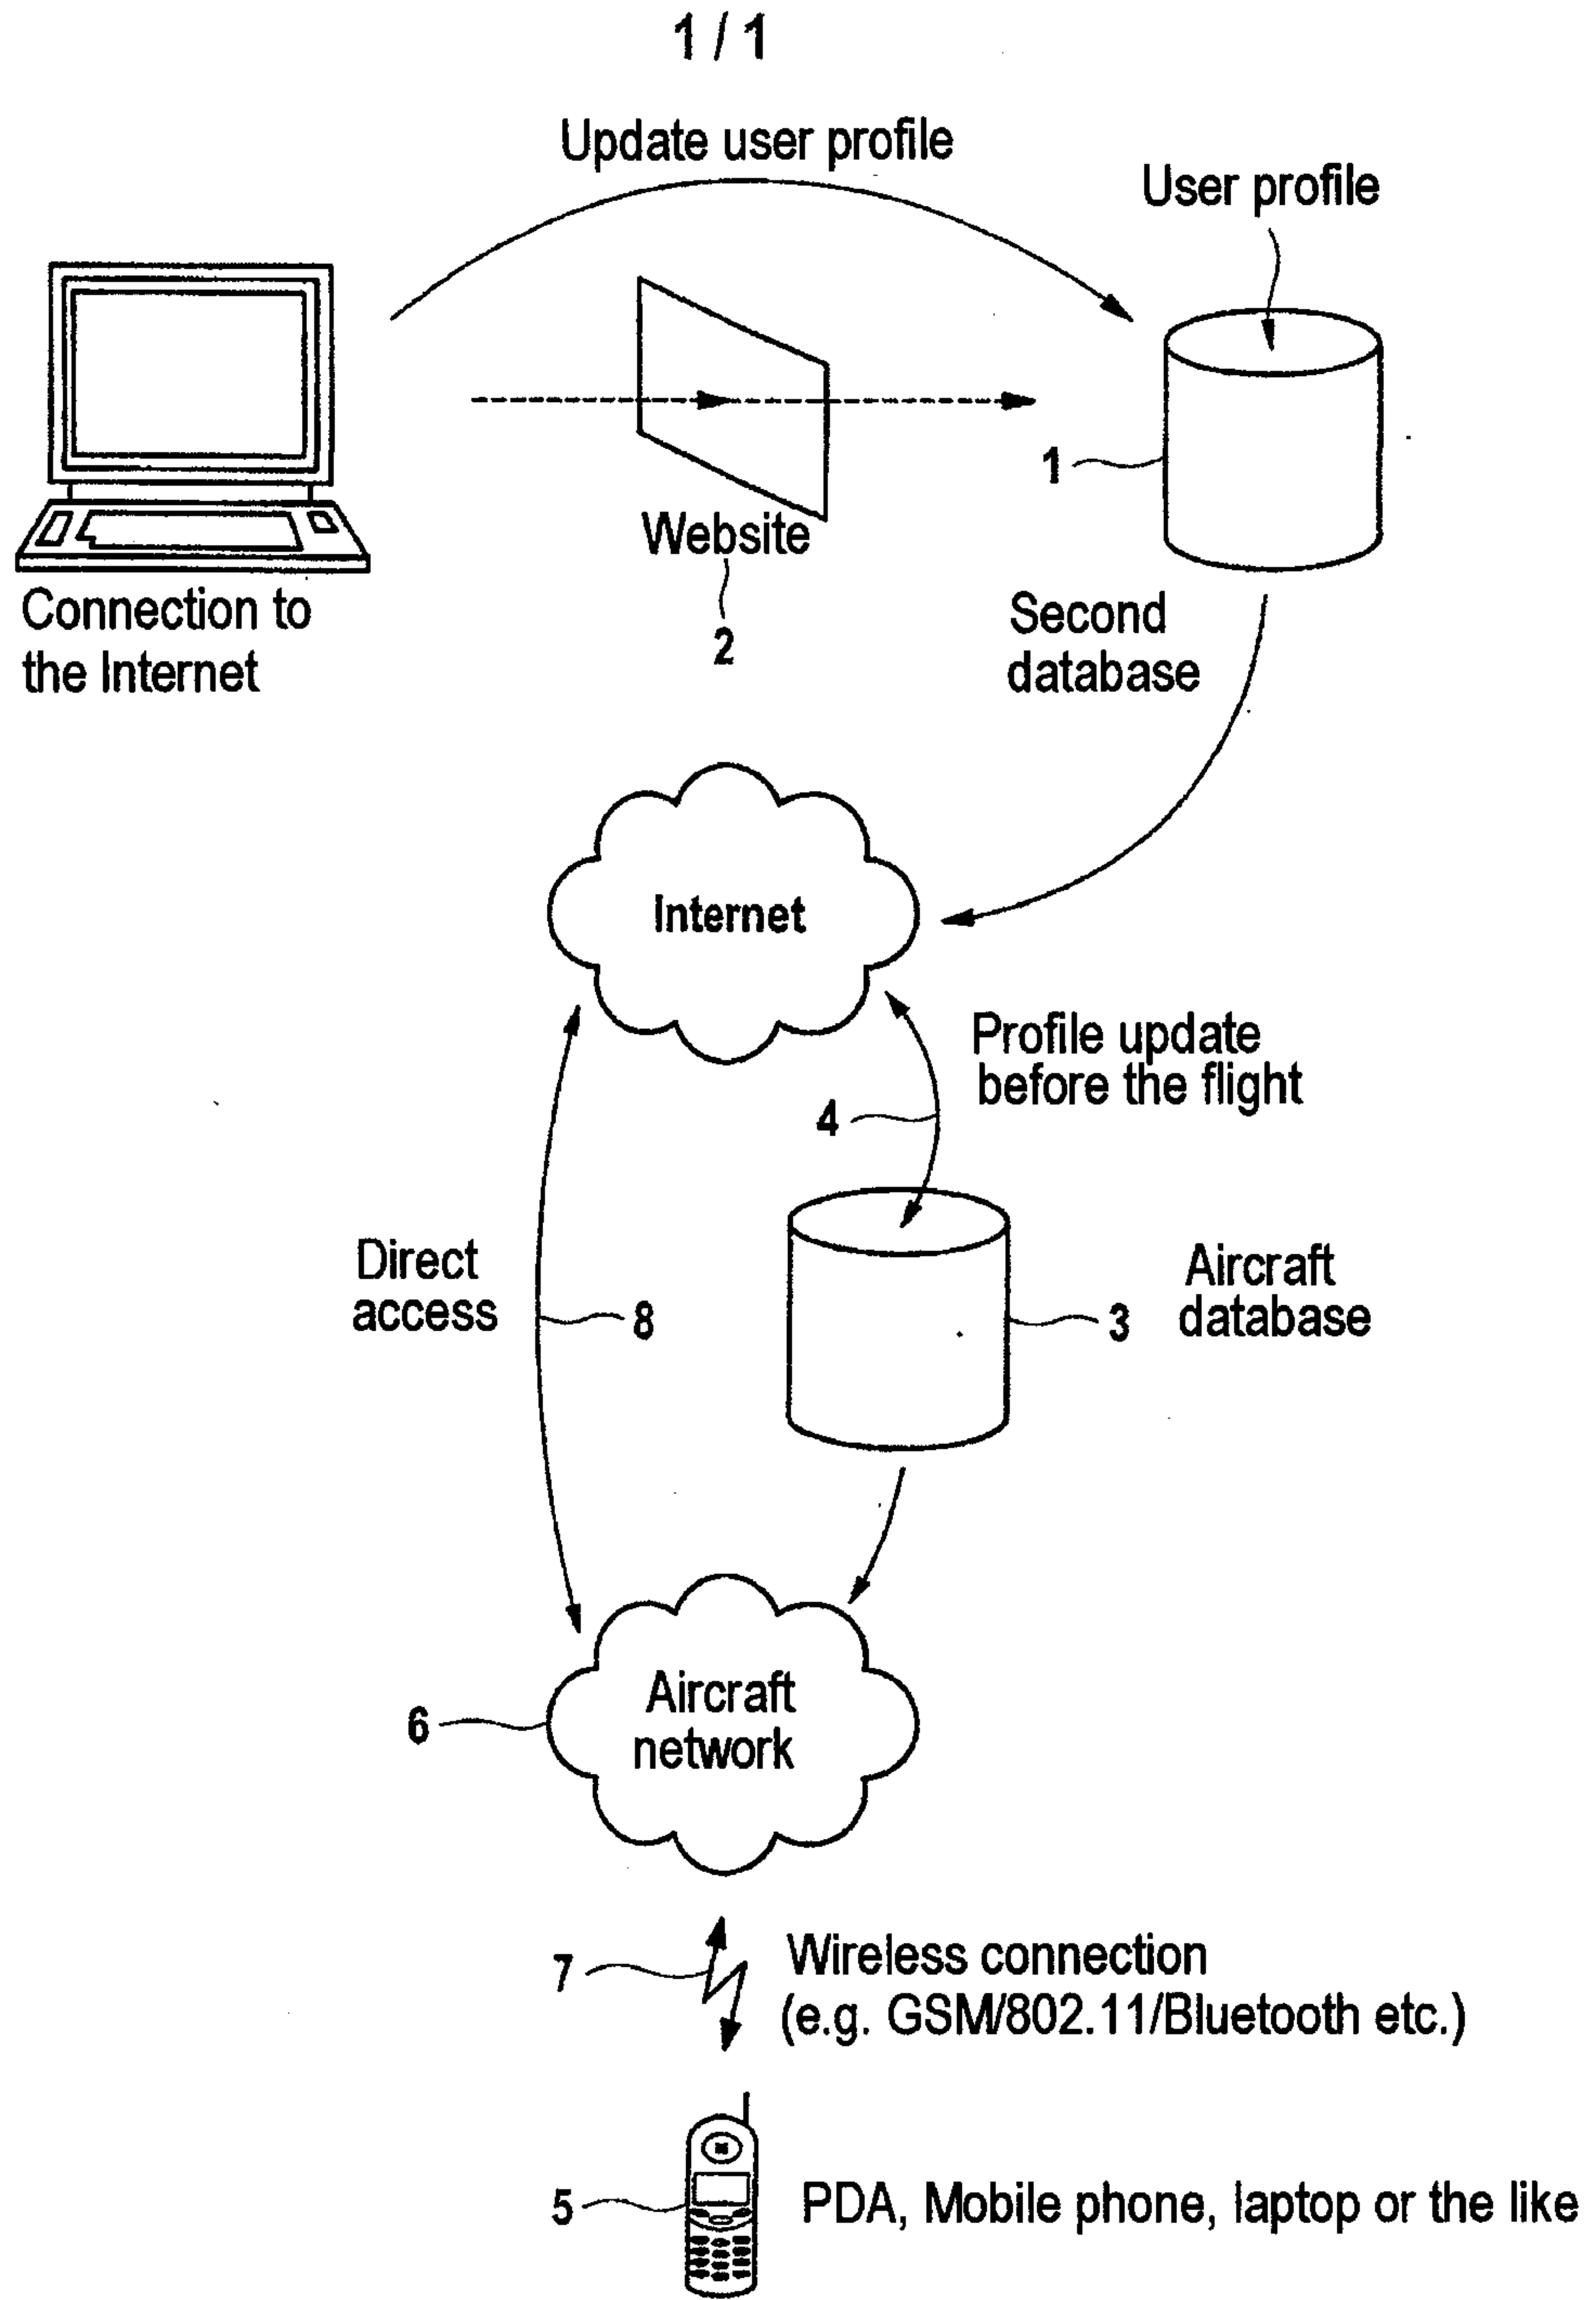 1 / 1
Update user profile
User profile
1
Website
2
Connection to
the Internet
Second
database
Internet
Profile update
before the flight
4
Direct
access
8
3
Aircraft
database
Aircraft
network
6
7
Wireless connection
(e.g. GSM/802.11/Bluetooth etc.)
5
PDA, Mobile phone, laptop or the like